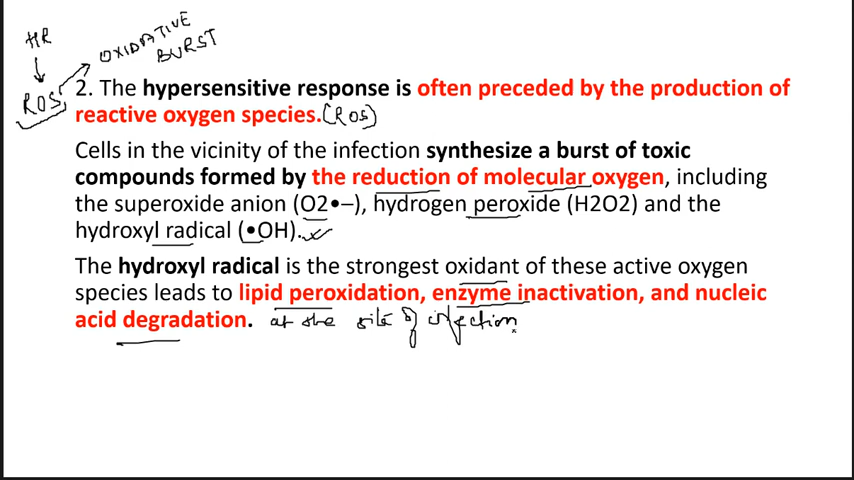 HR
OXIDATIVE
BURST
ROS
2. The hypersensitive response is often preceded by the production of
reactive oxygen species. (ROS)
Cells in the vicinity of the infection synthesize a burst of toxic
compounds formed by the reduction of molecular oxygen, including
the superoxide anion (O2•−), hydrogen peroxide (H2O2) and the
hydroxyl radical (•OH).
The hydroxyl radical is the strongest oxidant of these active oxygen
species leads to lipid peroxidation, enzyme inactivation, and nucleic
acid degradation. at the site of infection